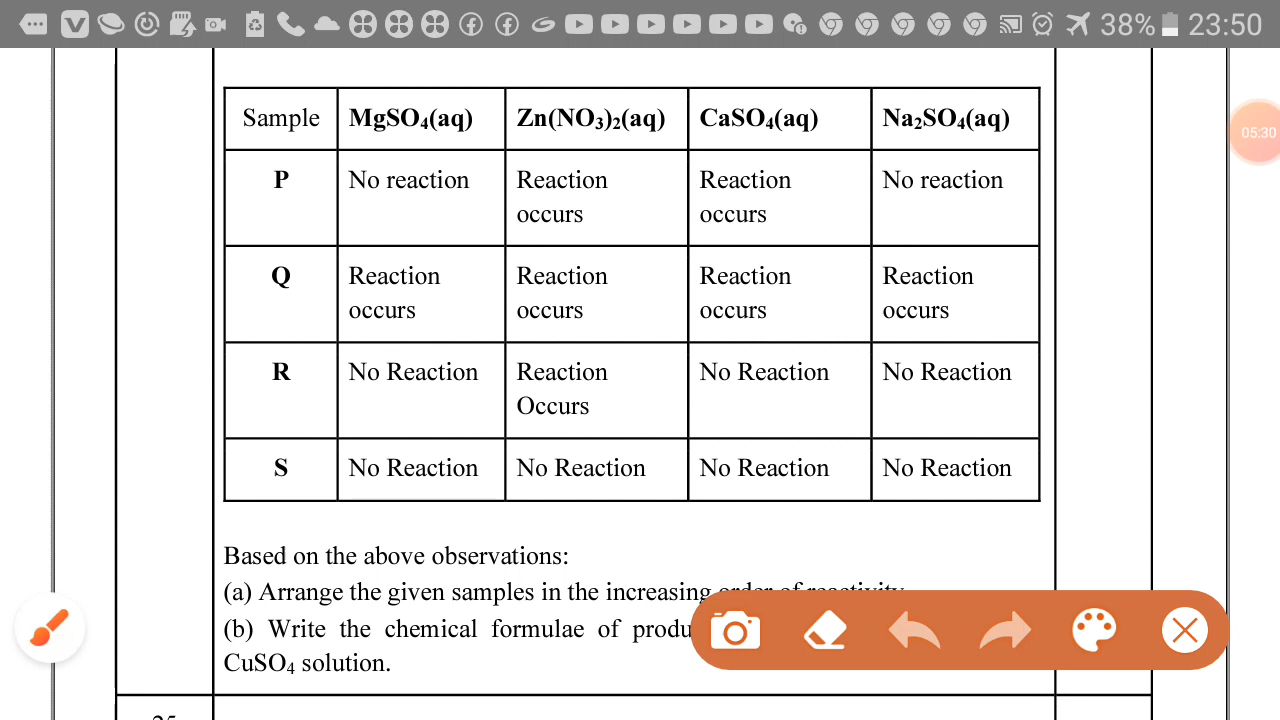 38% 23:50
05:30
Sample MgSO₄(aq) Zn(NO₃)₂(aq) CaSO₄(aq) Na₂SO₄(aq)
P No reaction Reaction occurs Reaction occurs No reaction
Q Reaction occurs Reaction occurs Reaction occurs Reaction occurs
R No Reaction Reaction Occurs No Reaction No Reaction
S No Reaction No Reaction No Reaction No Reaction
Based on the above observations:
(a) Arrange the given samples in the increasing order of reactivity
(b) Write the chemical formulae of produ
CuSO₄ solution.